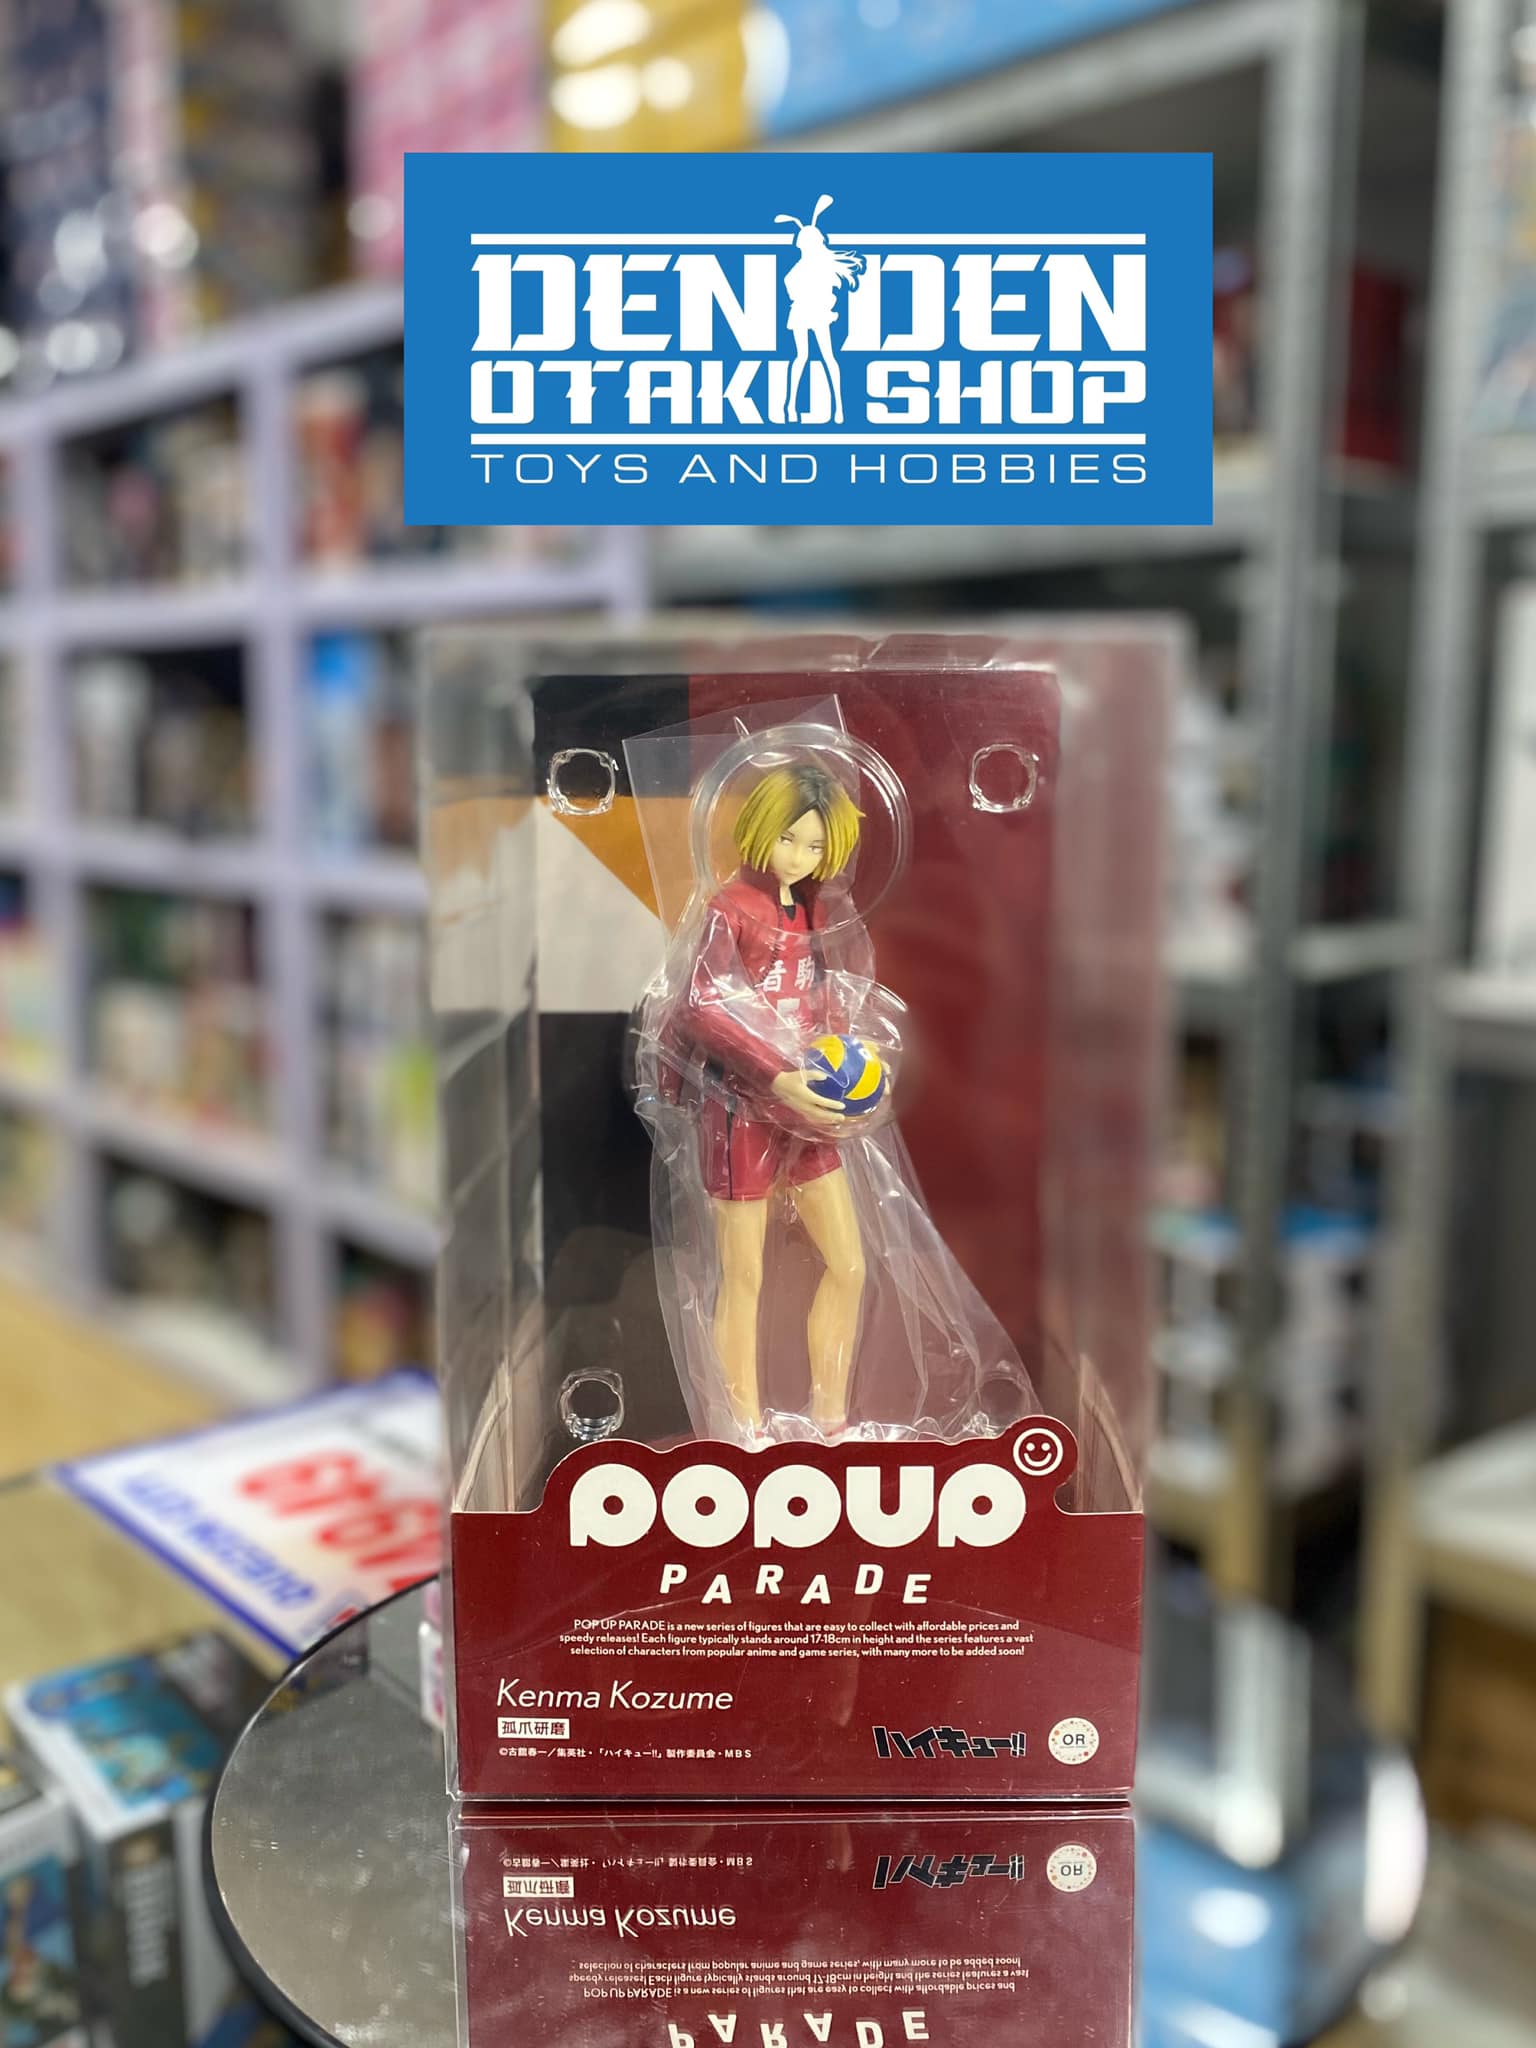 DEN DEN
OTAKU SHOP
TOYS AND HOBBIES
音駒
POPUP
PARADE
POP UP PARADE is a new series of figures that are easy to collect with affordable prices and
speedy releases! Each figure typically stands around 17-18cm in height and the series features a vast
selection of characters from popular anime and game series, with many more to be added soon!
Kenma Kozume
孤爪研磨
©古舘春一／集英社・「ハイキュー!!」製作委員会・MBS
ハイキュー!!
OR
QUEZON CITY